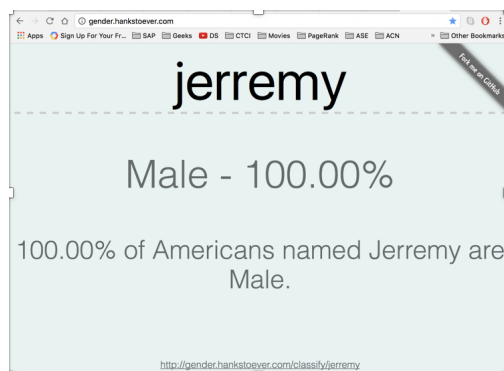 gender.hankstoever.com
Apps Sign Up For Your Fr... SAP Geeks DS CTCI Movies PageRank ASE ACN » Other Bookmarks
Fork me on GitHub
jerremy
Male - 100.00%
100.00% of Americans named Jerremy are
Male.
http://gender.hankstoever.com/classify/jerremy